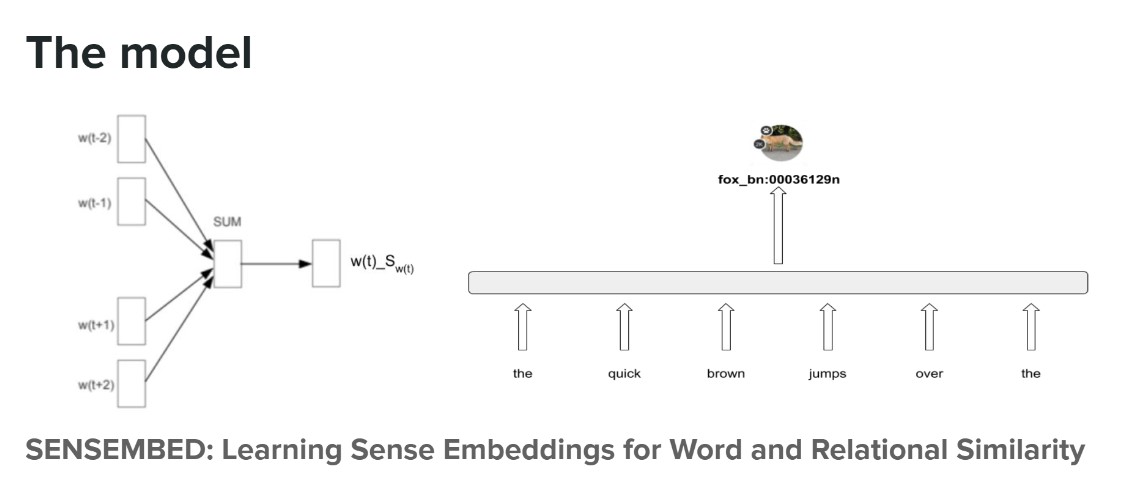 The model
w(t-2)
w(t-1)
SUM
w(t)_S_w(t)
w(t+1)
w(t+2)
fox_bn:00036129n
the quick brown jumps over the
SENSEMBED: Learning Sense Embeddings for Word and Relational Similarity